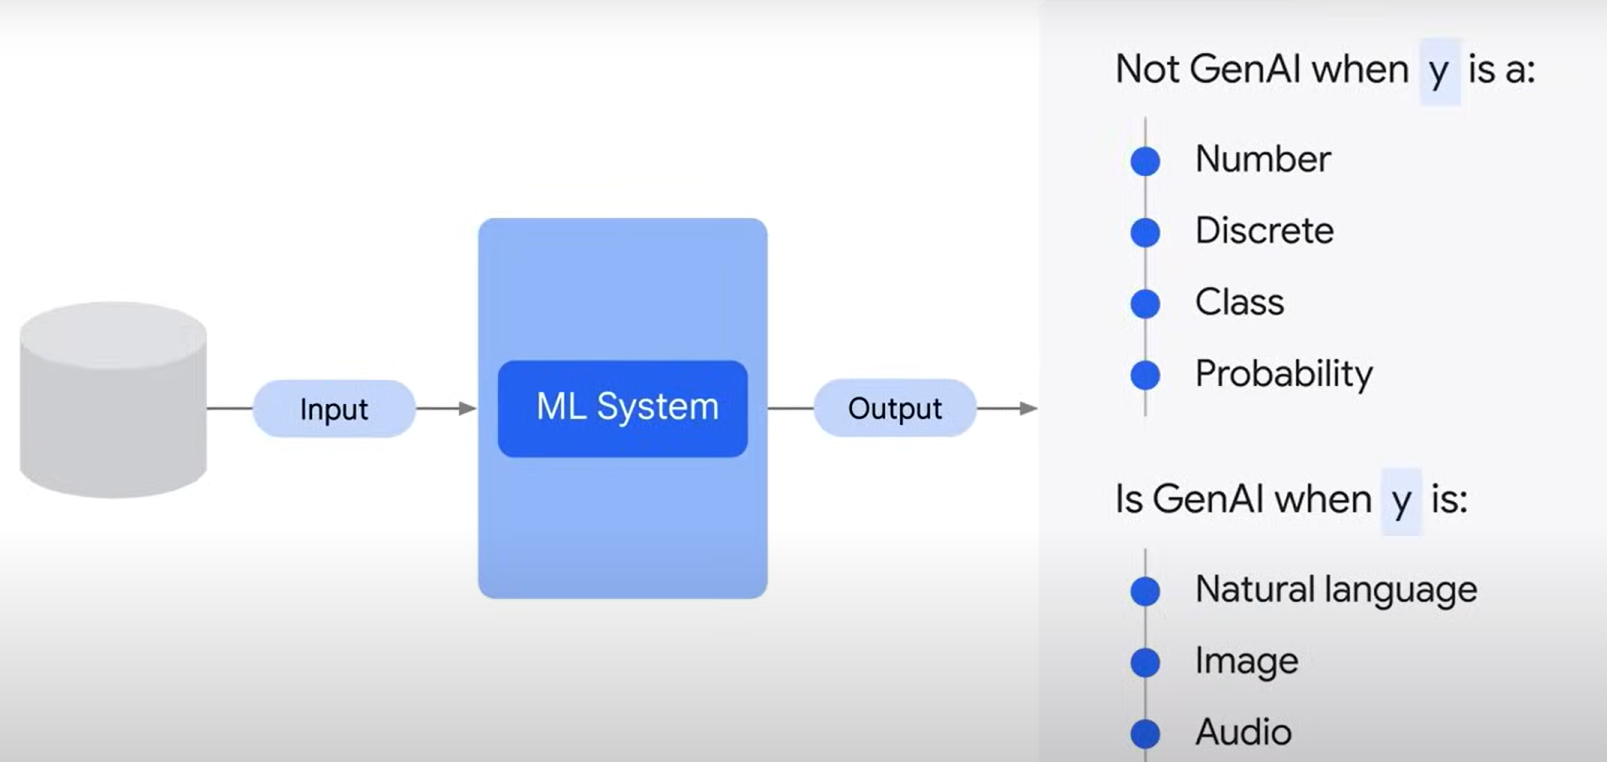 Input
ML System
Output
Not GenAI when y is a:
Number
Discrete
Class
Probability
Is GenAI when y is:
Natural language
Image
Audio